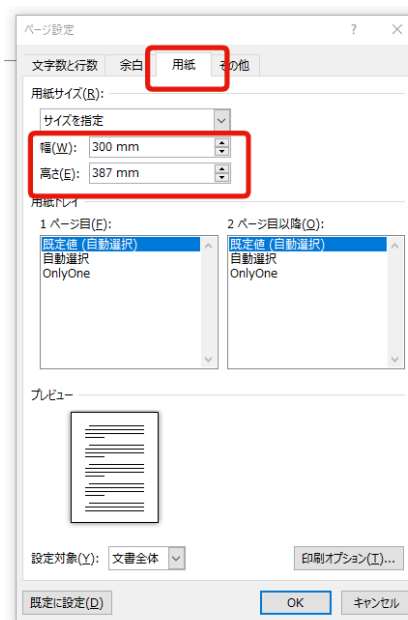 ページ設定 ? ×
文字数と行数 余白 用紙 その他
用紙サイズ(R):
サイズを指定
幅(W): 300 mm
高さ(E): 387 mm
用紙トレイ
1 ページ目(F): 2 ページ目以降(O):
既定値 (自動選択) 既定値 (自動選択)
自動選択 自動選択
OnlyOne OnlyOne
プレビュー
設定対象(Y): 文書全体 印刷オプション(T)...
既定に設定(D) OK キャンセル